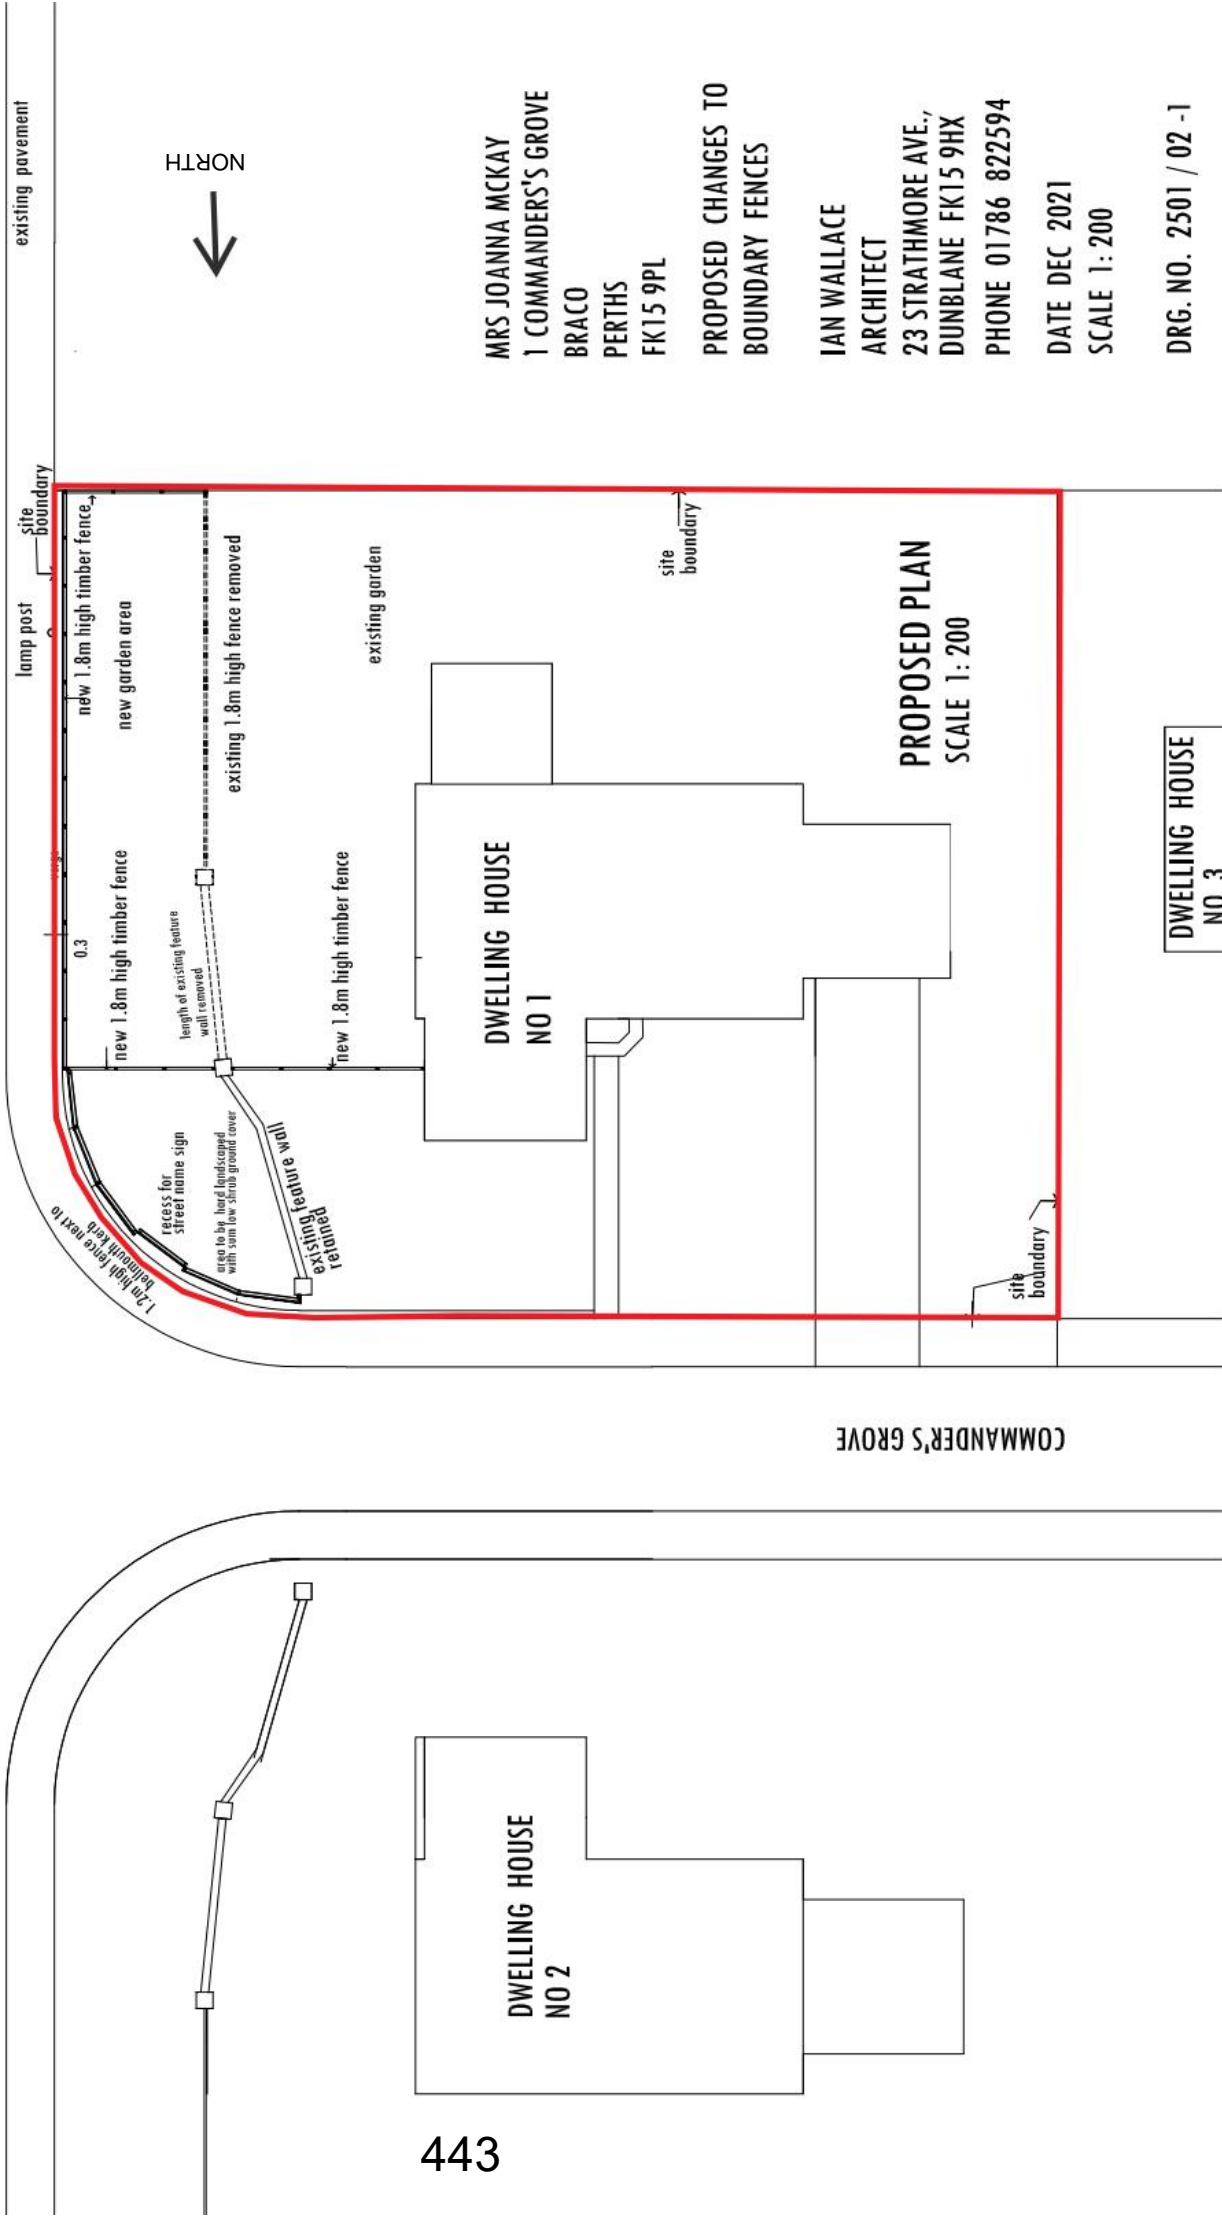 existing pavement
NORTH
MRS JOANNA MCKAY
1 COMMANDERS'S GROVE
BRACO
PERTHS
FK15 9PL
PROPOSED CHANGES TO
BOUNDARY FENCES
IAN WALLACE
ARCHITECT
23 STRATHMORE AVE.,
DUNBLANE FK15 9HX
PHONE 01786 822594
DATE DEC 2021
SCALE 1: 200
DRG. NO. 2501 / 02 -1
lamp post
site
boundary
new 1.8m high timber fence
new garden area
existing 1.8m high fence removed
existing garden
site
boundary
PROPOSED PLAN
SCALE 1: 200
0.3
new 1.8m high timber fence
length of existing feature
wall removed
new 1.8m high timber fence
DWELLING HOUSE
NO 1
DWELLING HOUSE
NO 3
1.2m high fence next to
bellmouth kerb
recess for
street name sign
area to be hard landscaped
with sum low shrub ground cover
existing feature wall
retained
site
boundary
COMMANDER'S GROVE
DWELLING HOUSE
NO 2
443